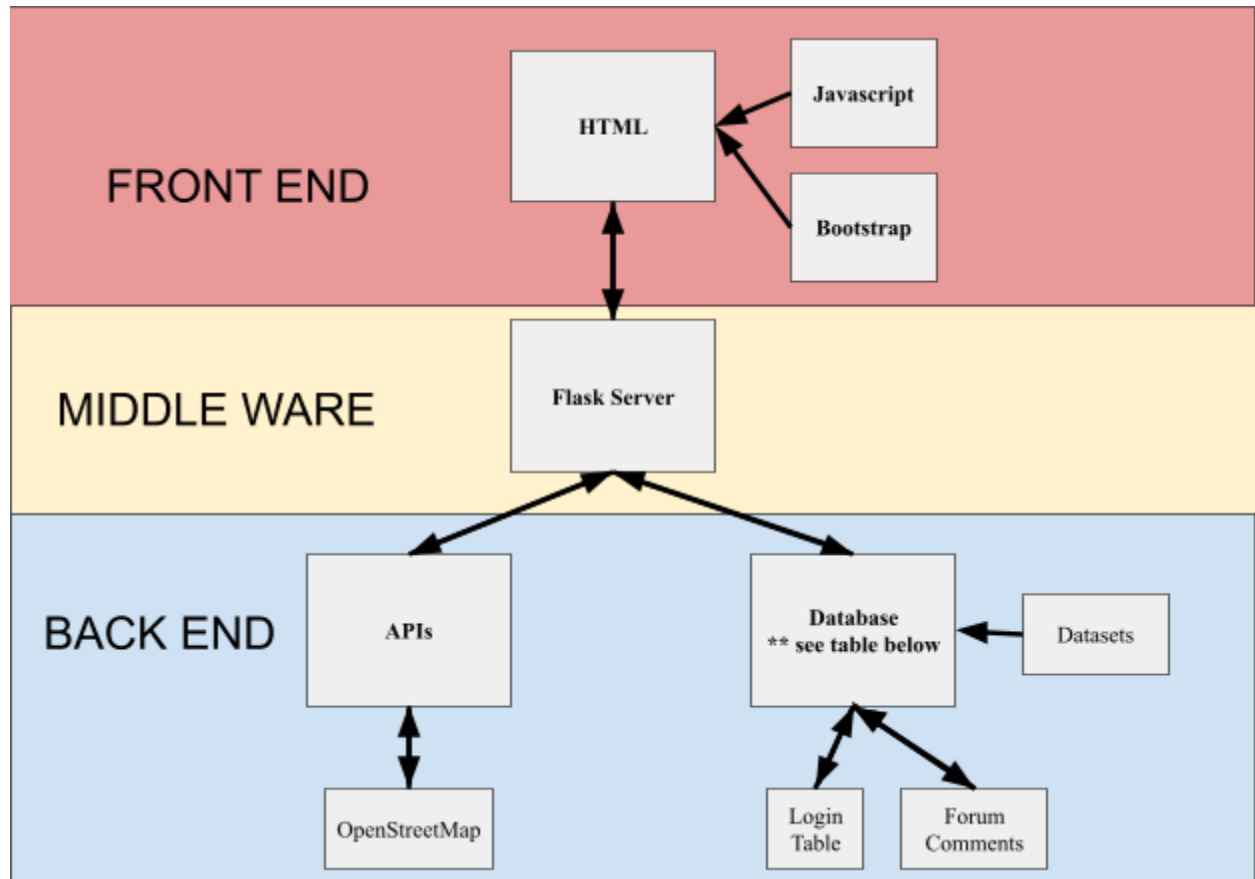 FRONT END
HTML
Javascript
Bootstrap
MIDDLE WARE
Flask Server
BACK END
APIs
Database
** see table below
Datasets
OpenStreetMap
Login
Table
Forum
Comments